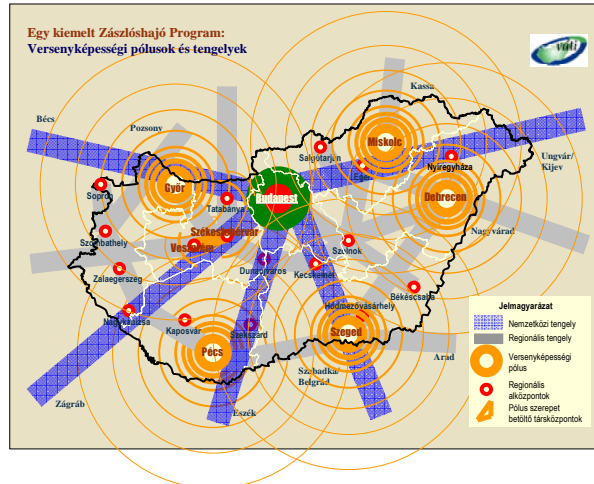 Egy kiemelt Zászlóshajó Program:
Versenyképességi pólusok és tengelyek
váti
Kassa
Bécs
Pozsony
Miskolc
Salgótarján
Eger
Nyíregyháza
Ungvár/
Kijev
Győr
Sopron
Budapest
Debrecen
Tatabánya
Székesfehérvár
Nagyvárad
Szombathely
Veszprém
Szolnok
Dunaújváros
Kecskemét
Zalaegerszeg
Békéscsaba
Nagykanizsa
Hódmezővásárhely
Kaposvár
Szekszárd
Szeged
Pécs
Arad
Szabadka/
Belgrád
Zágráb
Eszék
Jelmagyarázat
Nemzetközi tengely
Regionális tengely
Versenyképességi
pólus
Regionális
alközpontok
Pólus szerepet
betöltő társközpontok